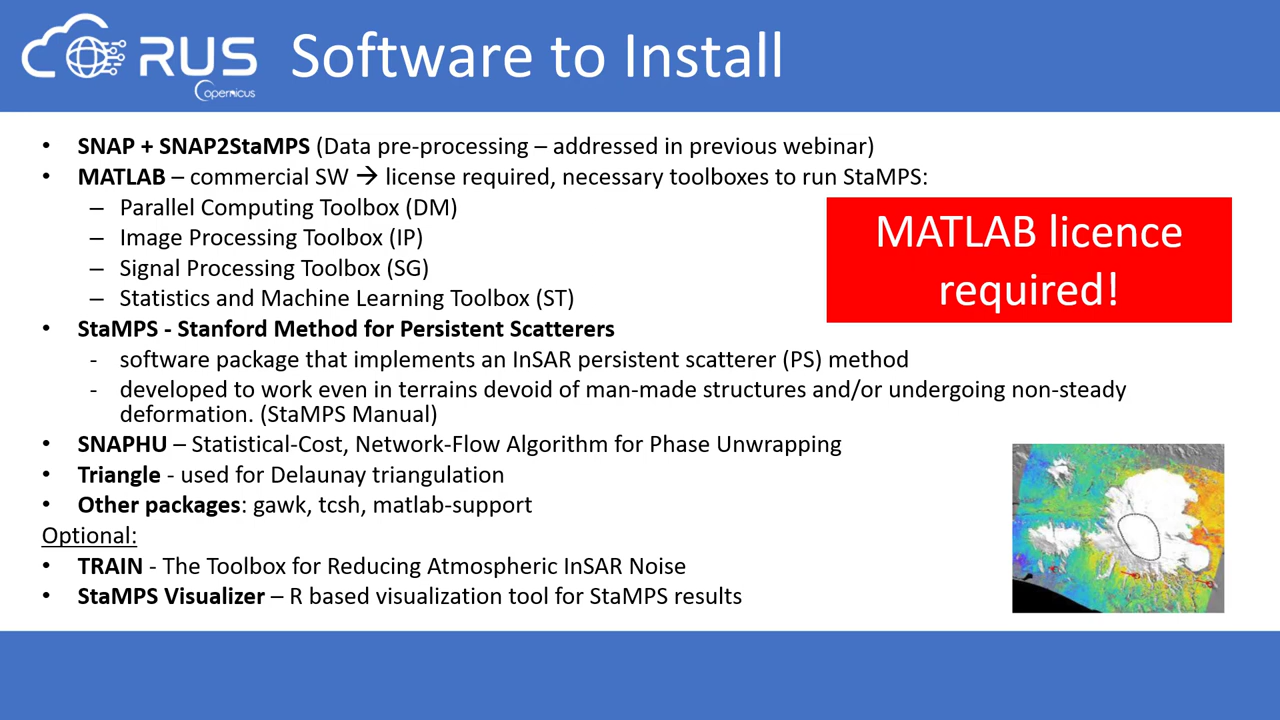 RUS
Copernicus
Software to Install
• SNAP + SNAP2StaMPS (Data pre-processing – addressed in previous webinar)
• MATLAB – commercial SW → license required, necessary toolboxes to run StaMPS:
– Parallel Computing Toolbox (DM)
– Image Processing Toolbox (IP)
– Signal Processing Toolbox (SG)
– Statistics and Machine Learning Toolbox (ST)
MATLAB licence
required!
• StaMPS - Stanford Method for Persistent Scatterers
- software package that implements an InSAR persistent scatterer (PS) method
- developed to work even in terrains devoid of man-made structures and/or undergoing non-steady
deformation. (StaMPS Manual)
• SNAPHU – Statistical-Cost, Network-Flow Algorithm for Phase Unwrapping
• Triangle - used for Delaunay triangulation
• Other packages: gawk, tcsh, matlab-support
Optional:
• TRAIN - The Toolbox for Reducing Atmospheric InSAR Noise
• StaMPS Visualizer – R based visualization tool for StaMPS results